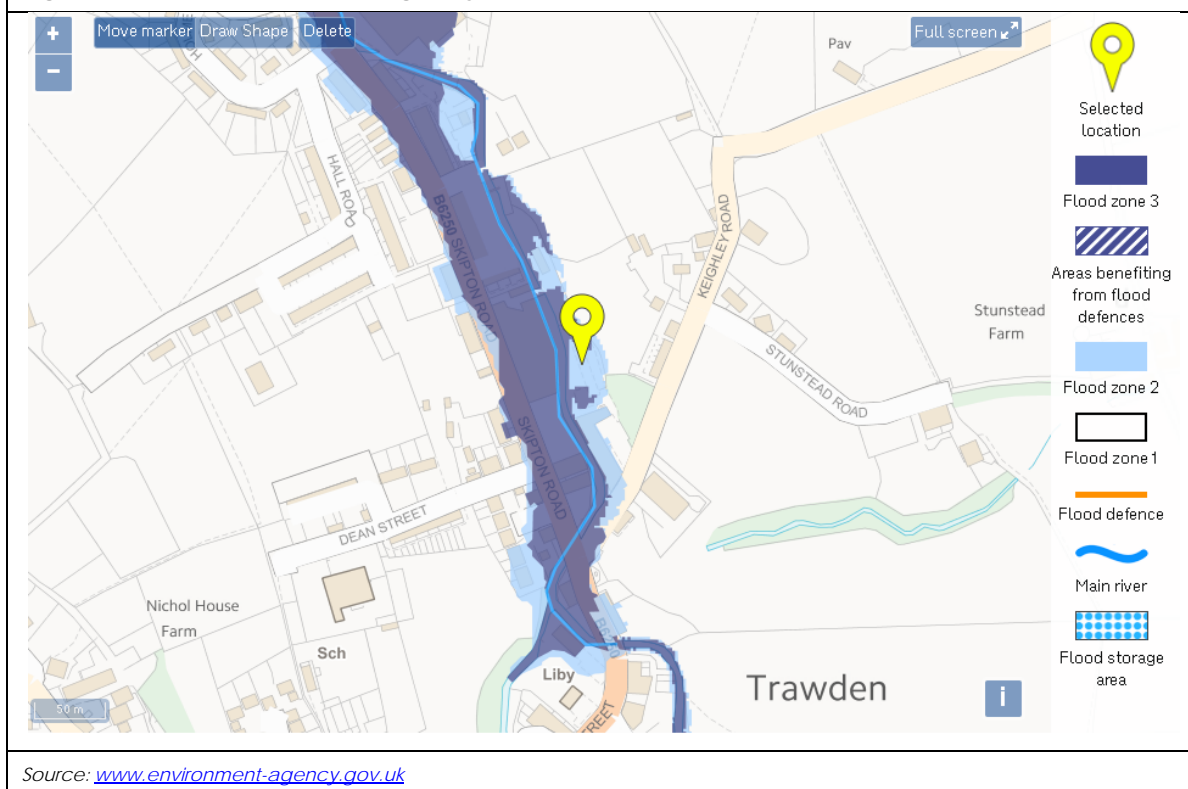 +
−
Move marker
Draw Shape
Delete
Full screen
Pav
HALL ROAD
B6250 SKIPTON ROAD
KEIGHLEY ROAD
Stunstead
Farm
STUNSTEAD ROAD
SKIPTON ROAD
DEAN STREET
Nichol House
Farm
Sch
Liby
B6250
STREET
Trawden
50 m
i
Selected
location
Flood zone 3
Areas benefiting
from flood
defences
Flood zone 2
Flood zone 1
Flood defence
Main river
Flood storage
area
Source: www.environment-agency.gov.uk